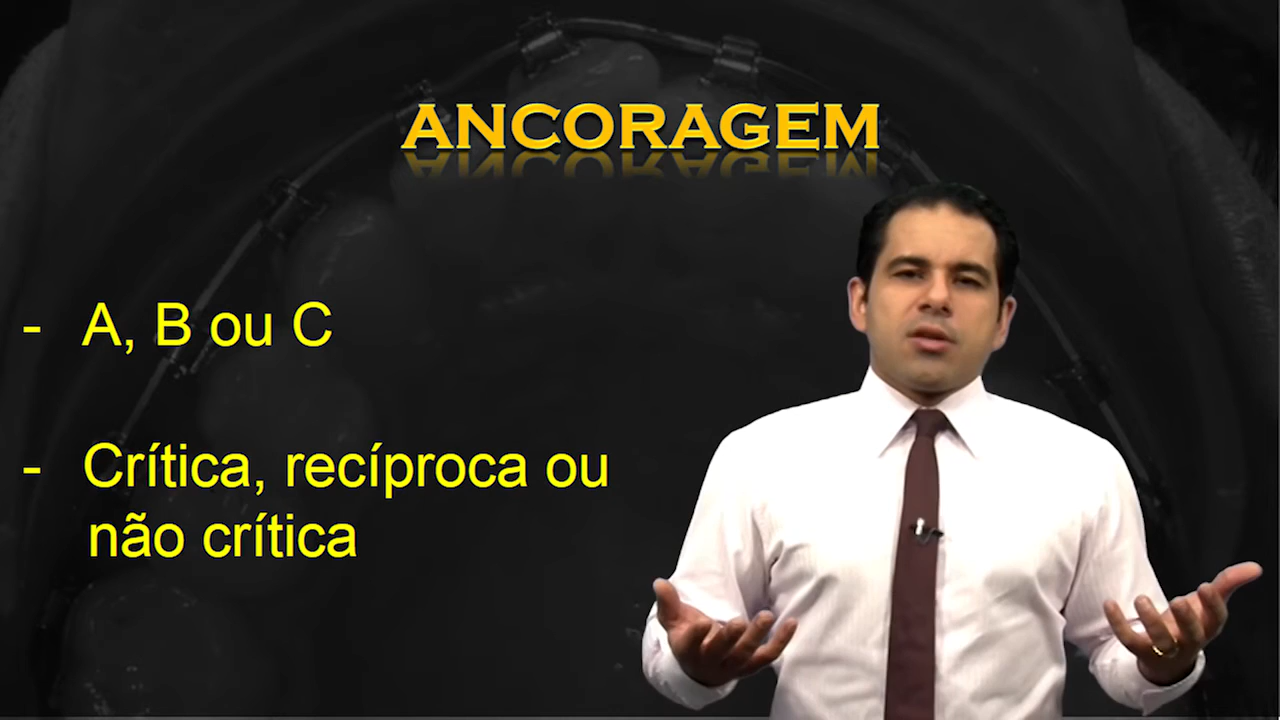 ANCORAGEM
- A, B ou C
- Crítica, recíproca ou
não crítica